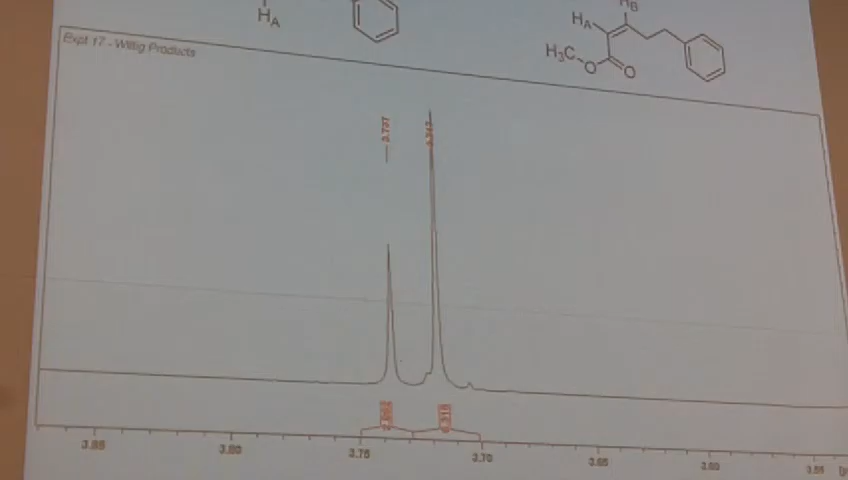 HA
HB
HA
H3C
O
O
Expt 17 - Wittig Products
3.737
3.85
3.80
3.75
3.70
3.65
3.60
3.55